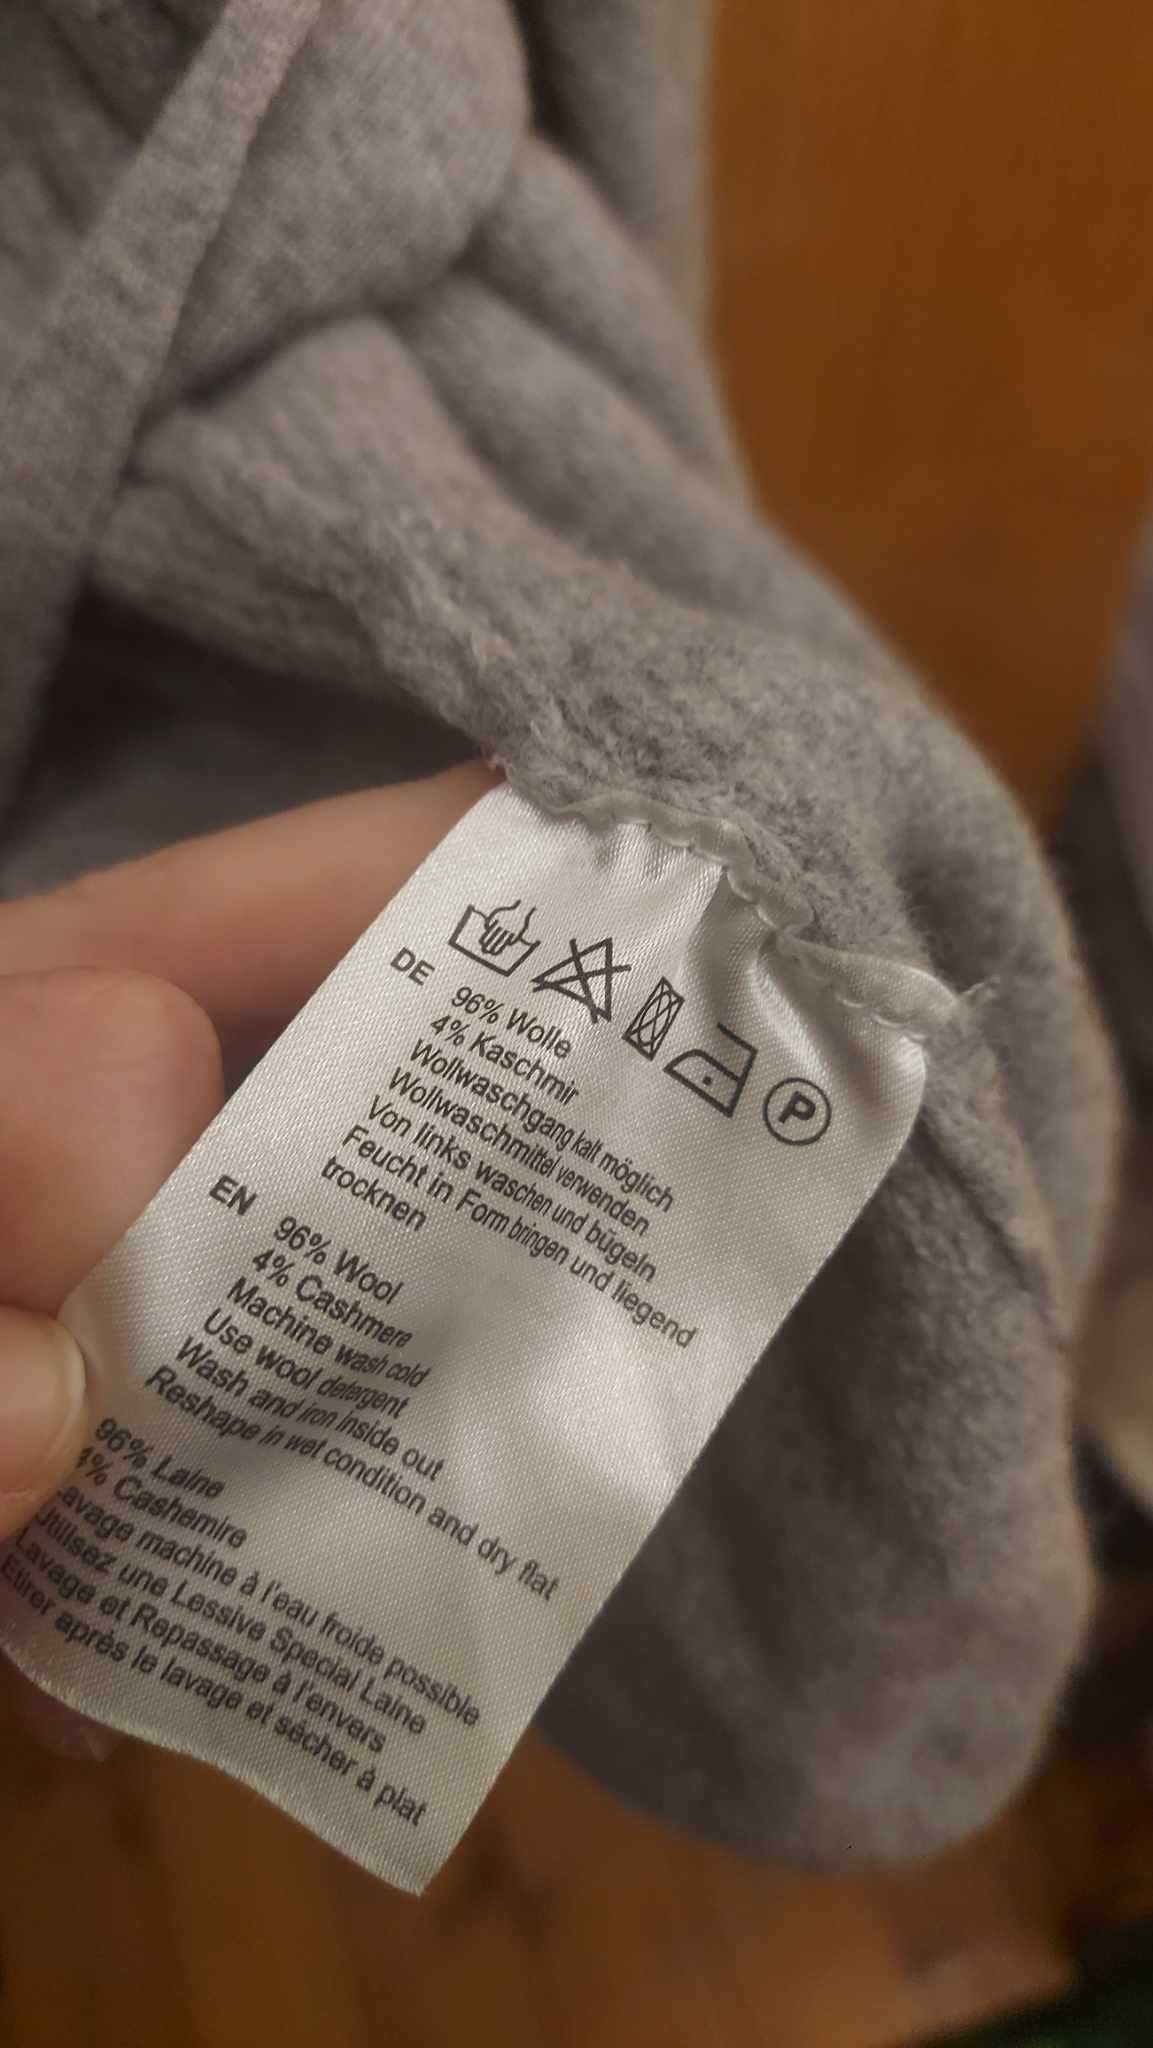 P
DE
96% Wolle
4% Kaschmir
Wollwaschgang kalt möglich
Wollwaschmittel verwenden
Von links waschen und bügeln
Feucht in Form bringen und liegend
trocknen
EN
96% Wool
4% Cashmere
Machine wash cold
Use wool detergent
Wash and iron inside out
Reshape in wet condition and dry flat
96% Laine
4% Cashemire
Lavage machine à l'eau froide possible
Utilisez une Lessive Special Laine
Lavage et Repassage à l'envers
Etirer après le lavage et sécher à plat